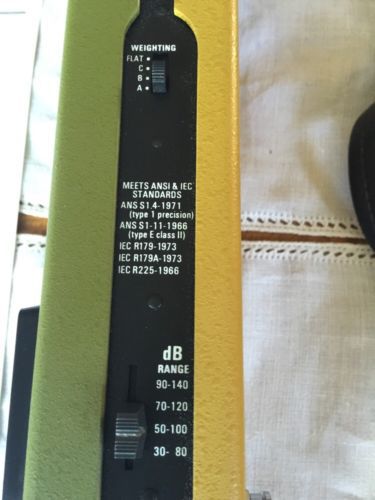 WEIGHTING
FLAT
C
B
A
MEETS ANSI & IEC
STANDARDS
ANS S1.4-1971
(type 1 precision)
ANS S1-11-1966
(type E class II)
IEC R179-1973
IEC R179A-1973
IEC R225-1966
dB
RANGE
90-140
70-120
50-100
30- 80